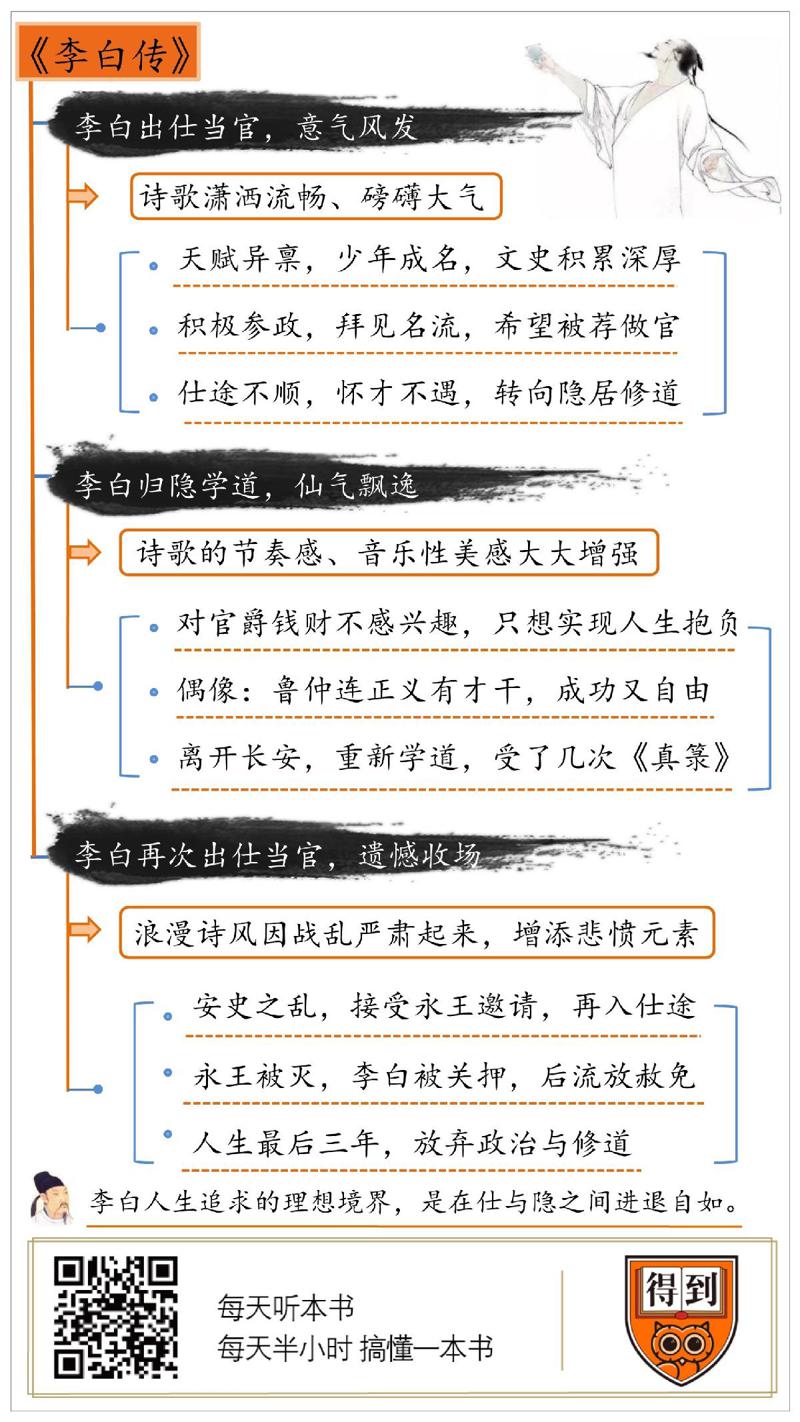 《李白传》
李白出仕当官，意气风发
诗歌潇洒流畅、磅礴大气
天赋异禀，少年成名，文史积累深厚
积极参政，拜见名流，希望被荐做官
仕途不顺，怀才不遇，转向隐居修道
李白归隐学道，仙气飘逸
诗歌的节奏感、音乐性美感大大增强
对官爵钱财不感兴趣，只想实现人生抱负
偶像：鲁仲连正义有才干，成功又自由
离开长安，重新学道，受了几次《真箓》
李白再次出仕当官，遗憾收场
浪漫诗风因战乱严肃起来，增添悲愤元素
安史之乱，接受永王邀请，再入仕途
永王被灭，李白被关押，后流放赦免
人生最后三年，放弃政治与修道
李白人生追求的理想境界，是在仕与隐之间进退自如。
每天听本书
每天半小时 搞懂一本书
得到